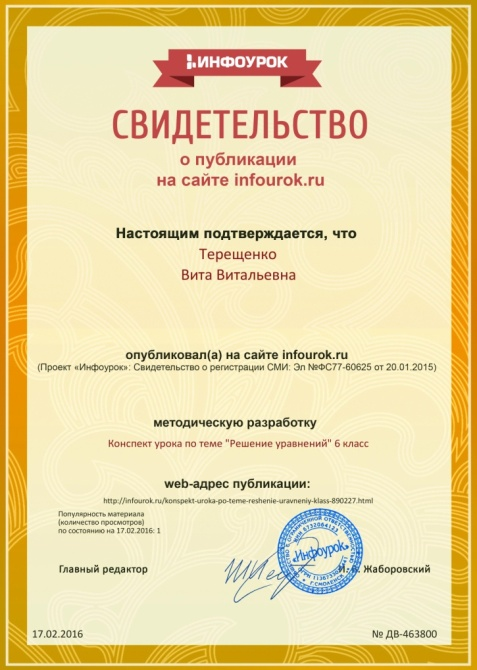 ИНФОУРОК
СВИДЕТЕЛЬСТВО
о публикации
на сайте infourok.ru
Настоящим подтверждается, что
Терещенко
Вита Витальевна
опубликовал(а) на сайте infourok.ru
(Проект «Инфоурок»: Свидетельство о регистрации СМИ: Эл №ФС77-60625 от 20.01.2015)
методическую разработку
Конспект урока по теме "Решение уравнений" 6 класс
web-адрес публикации:
http://infourok.ru/konspekt-uroka-po-teme-reshenie-uravneniy-klass-890227.html
Популярность материала
(количество просмотров)
по состоянию на 17.02.2016: 1
«Инфоурок»
Г.СМОЛЕНСК
Главный редактор
И. В. Жаборовский
17.02.2016
№ ДВ-463800